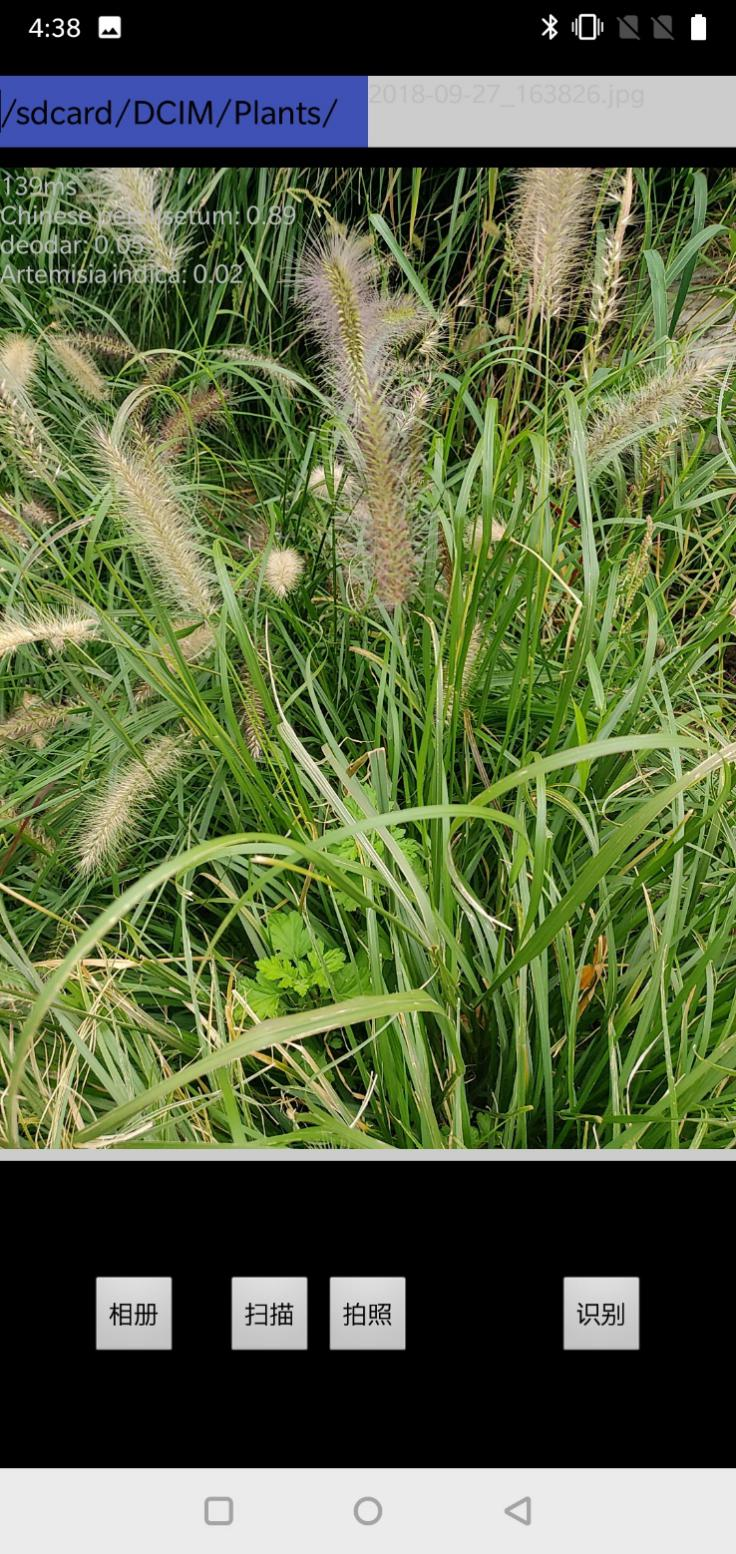 4:38
/sdcard/DCIM/Plants/
2018-09-27_163826.jpg
139ms
Chinese pennisetum: 0.89
deodar: 0.05
Artemisia indica: 0.02
相册
扫描
拍照
识别